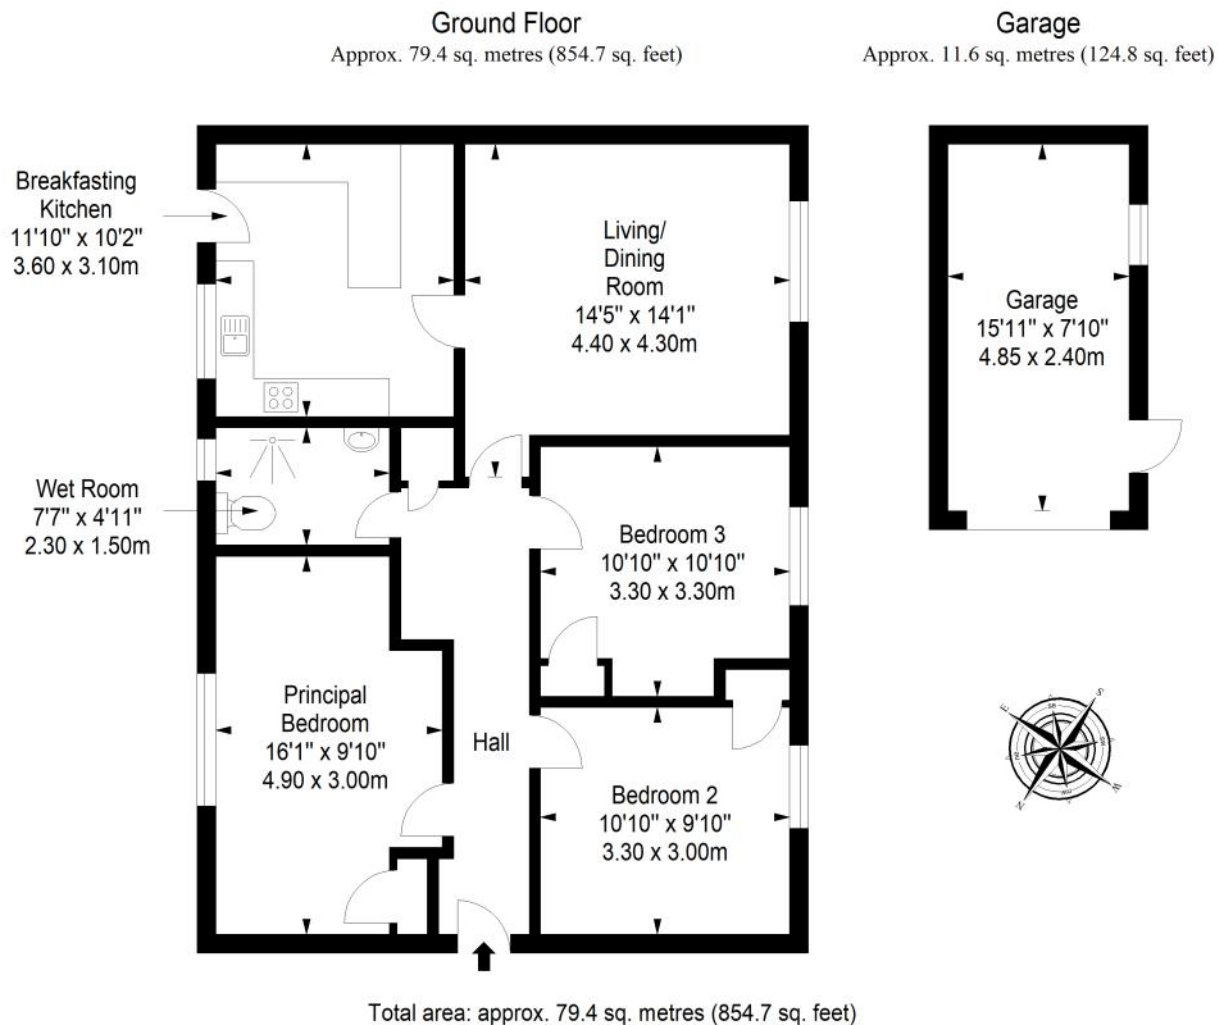 Ground Floor
Approx. 79.4 sq. metres (854.7 sq. feet)
Garage
Approx. 11.6 sq. metres (124.8 sq. feet)
Breakfasting
Kitchen
11'10" x 10'2"
3.60 x 3.10m
Living/
Dining
Room
14'5" x 14'1"
4.40 x 4.30m
Garage
15'11" x 7'10"
4.85 x 2.40m
Wet Room
7'7" x 4'11"
2.30 x 1.50m
Bedroom 3
10'10" x 10'10"
3.30 x 3.30m
Principal
Bedroom
16'1" x 9'10"
4.90 x 3.00m
Hall
Bedroom 2
10'10" x 9'10"
3.30 x 3.00m
S
E
SE
SW
NE
NW
W
N
Total area: approx. 79.4 sq. metres (854.7 sq. feet)